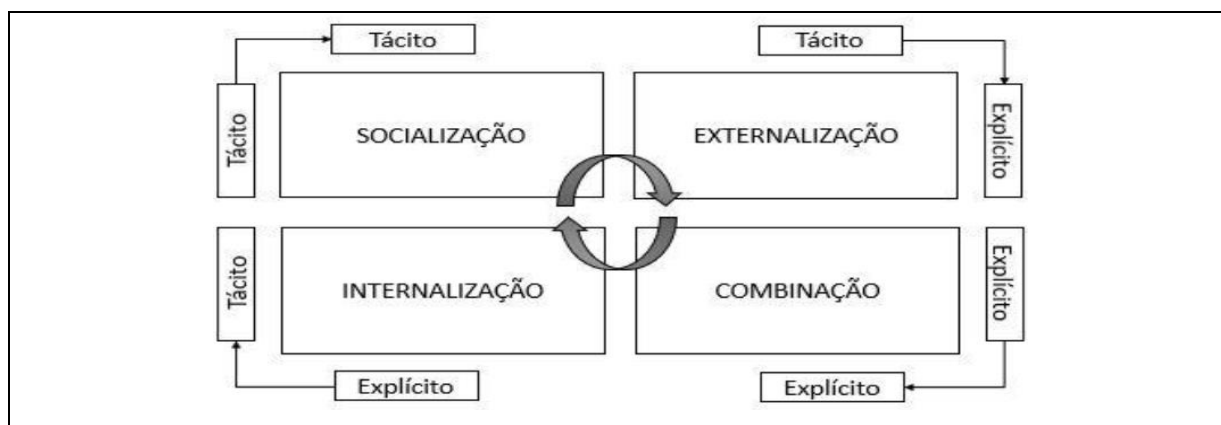 Tácito
Tácito
Tácito
SOCIALIZAÇÃO
EXTERNALIZAÇÃO
Explícito
Tácito
INTERNALIZAÇÃO
COMBINAÇÃO
Explícito
Explícito
Explícito